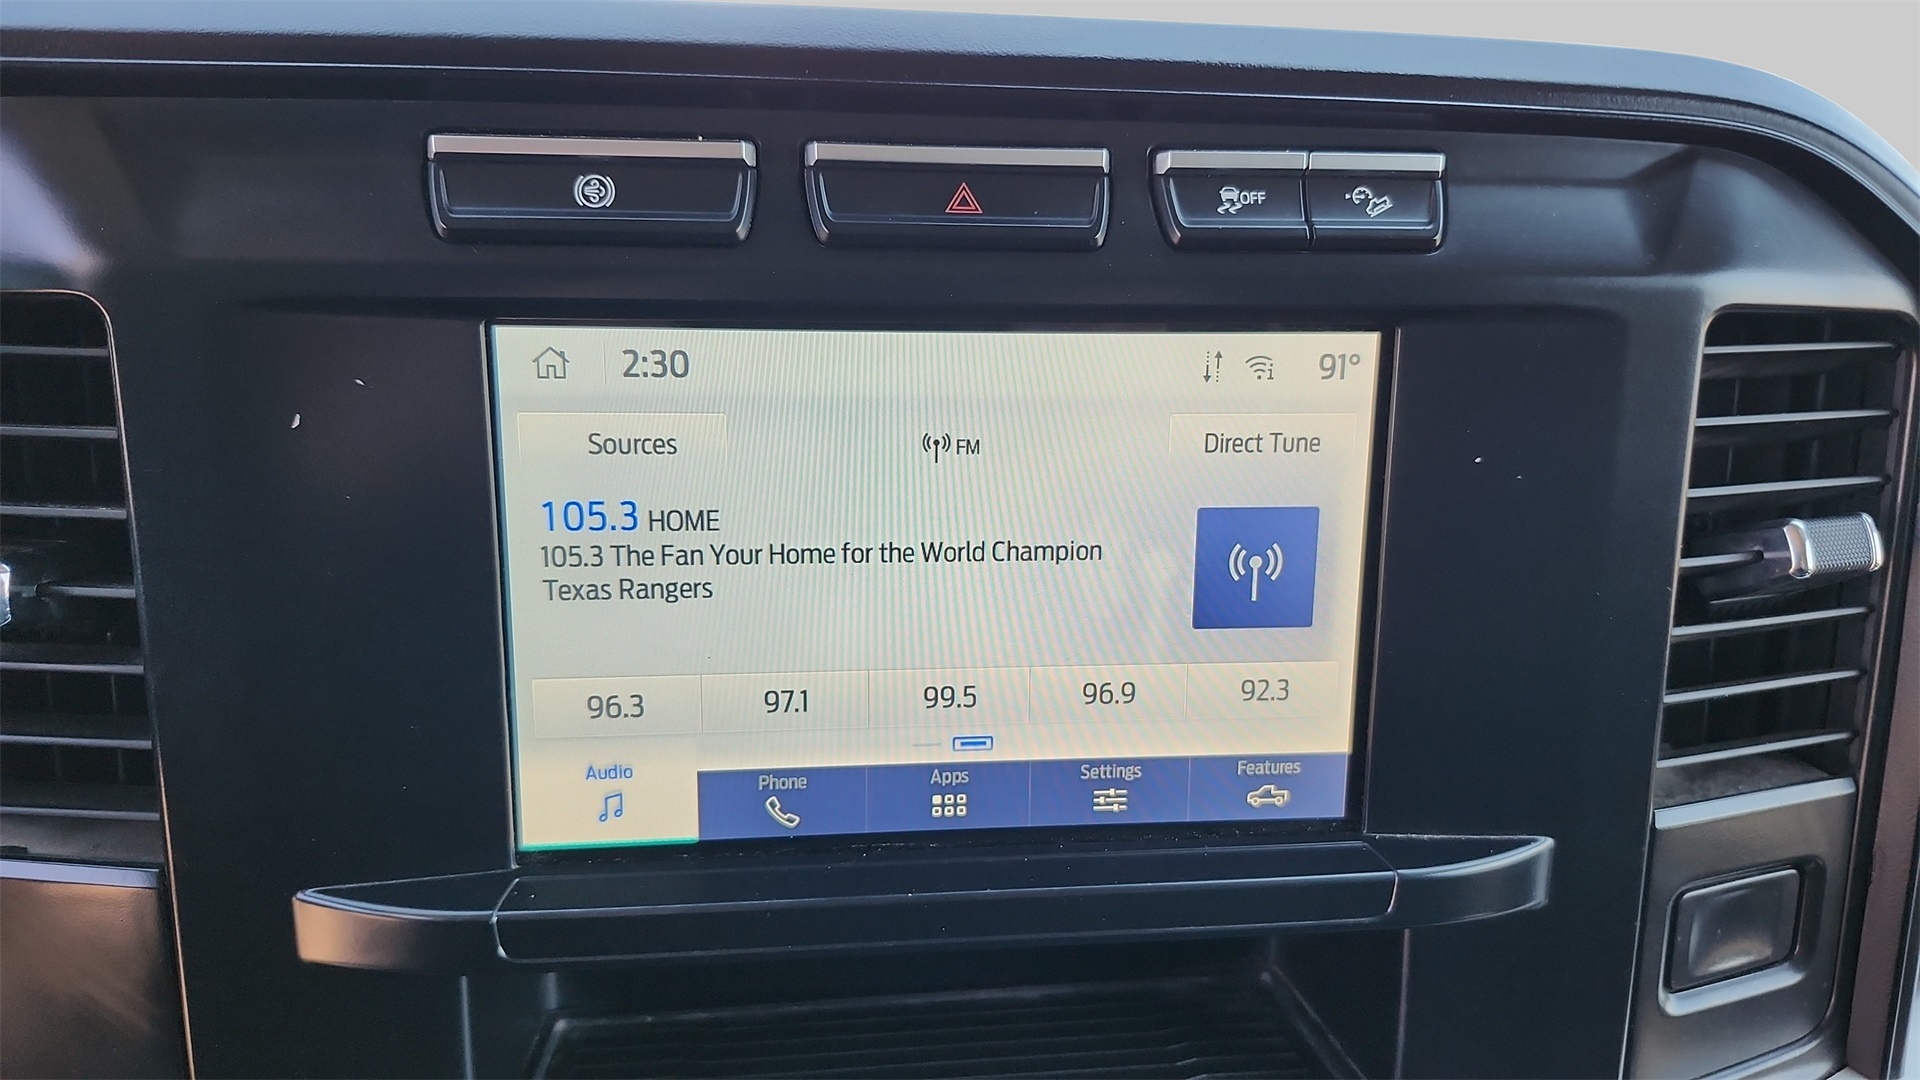 OFF
2:30
91°
Sources
FM
Direct Tune
105.3 HOME
105.3 The Fan Your Home for the World Champion
Texas Rangers
96.3 97.1 99.5 96.9 92.3
Audio Phone Apps Settings Features